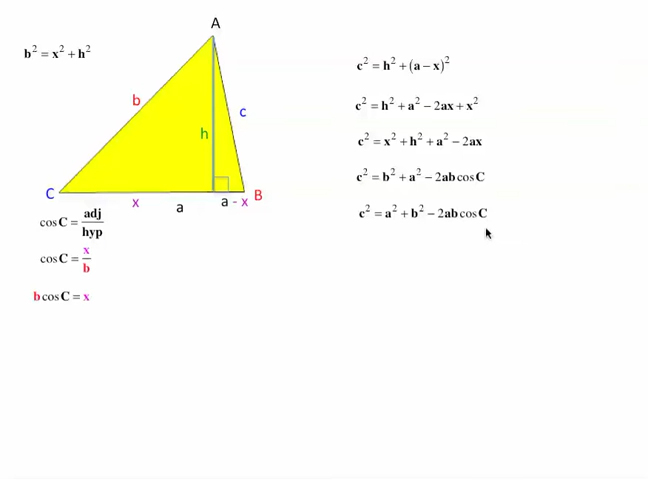 A
b² = x² + h²
b
c
h
C
x
a
a - x
B
cos C = adj/hyp
cos C = x/b
b cos C = x
c² = h² + (a − x)²
c² = h² + a² − 2ax + x²
c² = x² + h² + a² − 2ax
c² = b² + a² − 2ab cos C
c² = a² + b² − 2ab cos C